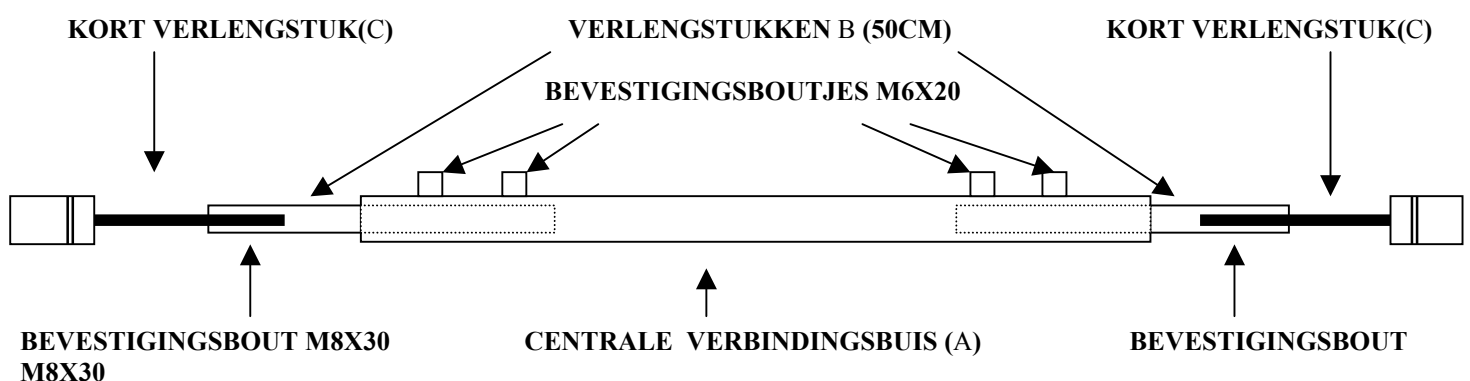 KORT VERLENGSTUK(C) VERLENGSTUKKEN B (50CM) KORT VERLENGSTUK(C)
BEVESTIGINGSBOUTJES M6X20
BEVESTIGINGSBOUT M8X30 CENTRALE VERBINDINGSBUIS (A) BEVESTIGINGSBOUT
M8X30